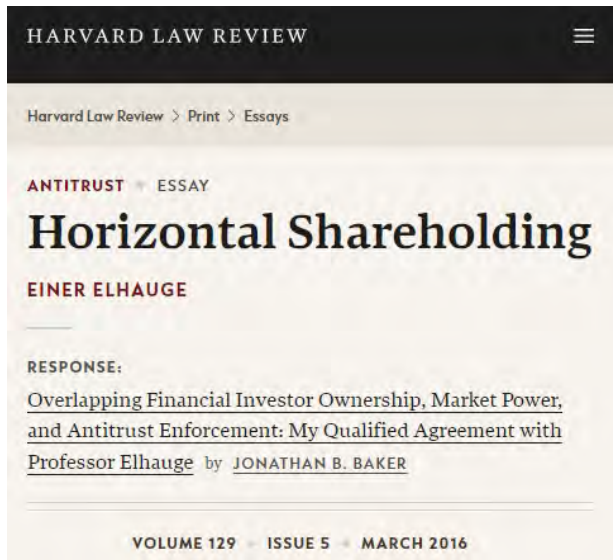 HARVARD LAW REVIEW
Harvard Law Review > Print > Essays
ANTITRUST ESSAY
Horizontal Shareholding
EINER ELHAUGE
RESPONSE:
Overlapping Financial Investor Ownership, Market Power,
and Antitrust Enforcement: My Qualified Agreement with
Professor Elhauge by JONATHAN B. BAKER
VOLUME 129 ISSUE 5 MARCH 2016